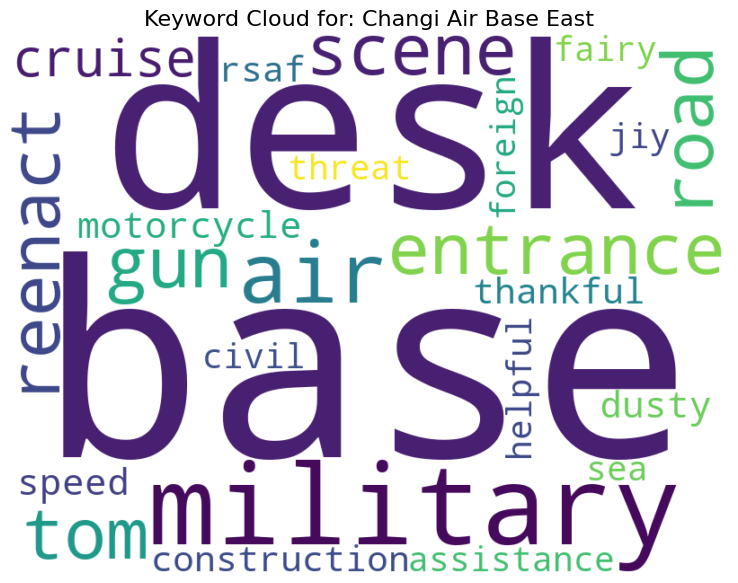 Keyword Cloud for: Changi Air Base East
cruise
rsaf
scene
fairy
desk
foreign
jiy
road
threat
reenact
motorcycle
gun
air
entrance
thankful
base
civil
helpful
dusty
speed
military
sea
tom
construction
assistance